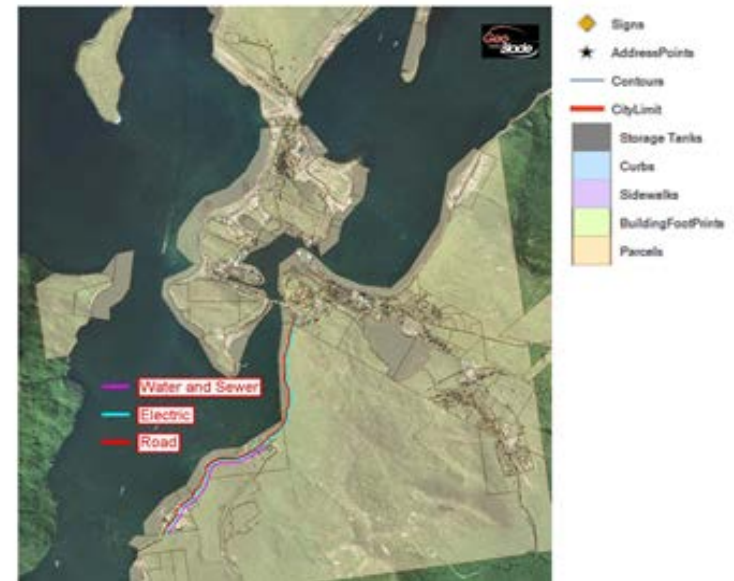 Signs
AddressPoints
Contours
CityLimit
Storage Tanks
Curbs
Sidewalks
BuildingFootPrints
Parcels
Water and Sewer
Electric
Road